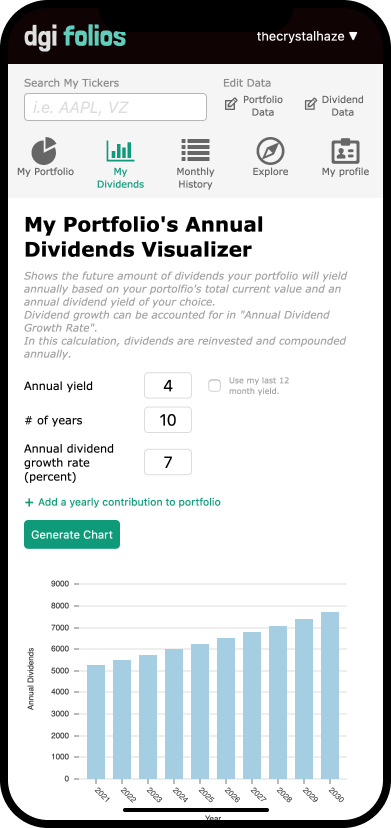 dgi folios
thecrystalhaze ▼
Search My Tickers
i.e. AAPL, VZ
Edit Data
Portfolio
Data
Dividend
Data
My Portfolio
My
Dividends
Monthly
History
Explore
My profile
My Portfolio's Annual
Dividends Visualizer
Shows the future amount of dividends your portfolio will yield
annually based on your portolfio's total current value and an
annual dividend yield of your choice.
Dividend growth can be accounted for in "Annual Dividend
Growth Rate".
In this calculation, dividends are reinvested and compounded
annually.
Annual yield
4
Use my last 12
month yield.
# of years
10
Annual dividend
growth rate
(percent)
7
+ Add a yearly contribution to portfolio
Generate Chart
9000
8000
7000
6000
5000
4000
3000
2000
1000
0
Annual Dividends
2021
2022
2023
2024
2025
2026
2027
2028
2029
2030
Year